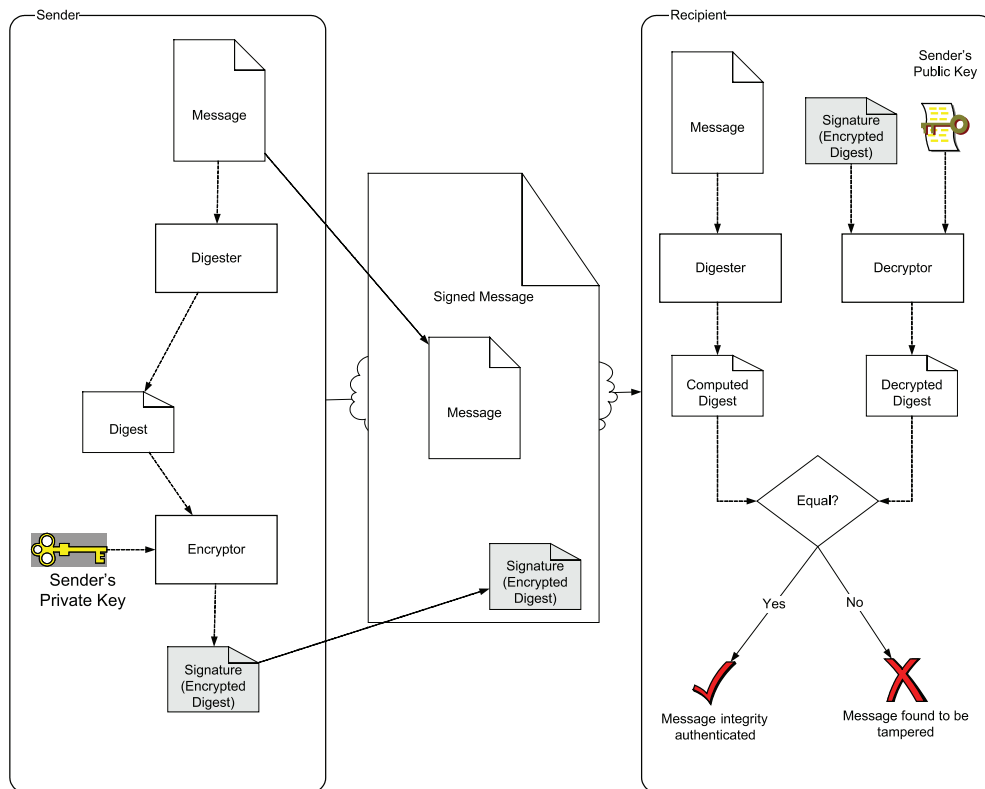 Sender
Message
Digester
Digest
Encryptor
Sender's
Private Key
Signature
(Encrypted
Digest)
Signed Message
Message
Signature
(Encrypted
Digest)
Recipient
Message
Signature
(Encrypted
Digest)
Sender's
Public Key
Digester
Decryptor
Computed
Digest
Decrypted
Digest
Equal?
Yes
No
Message integrity
authenticated
Message found to be
tampered